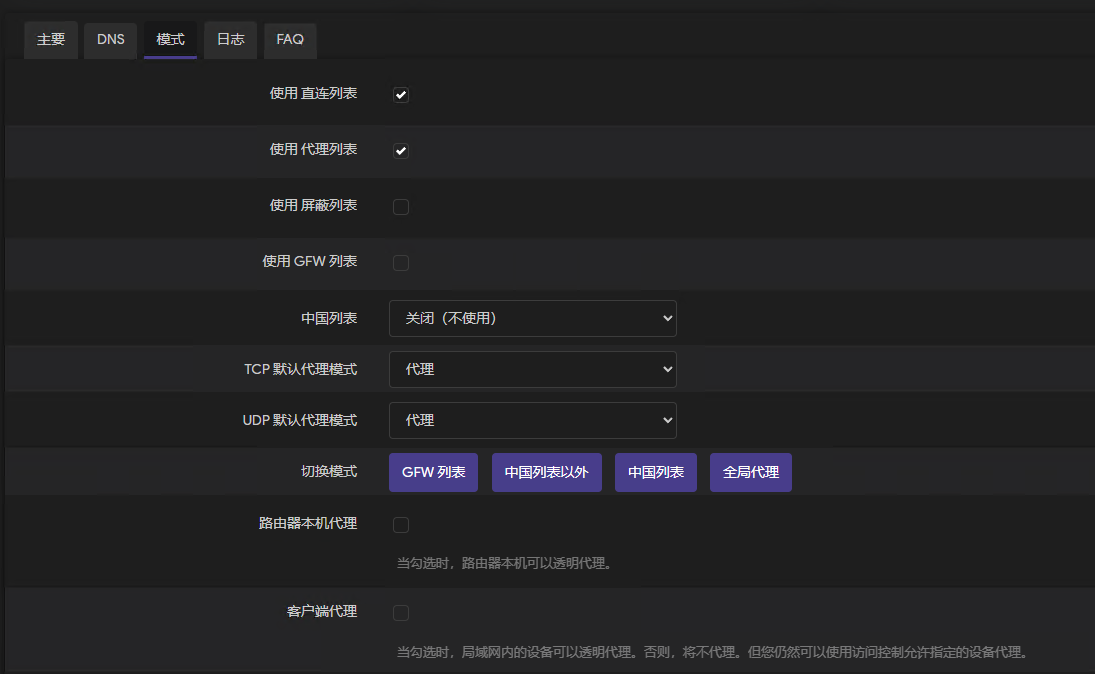 主要 DNS 模式 日志 FAQ
使用 直连列表
使用 代理列表
使用 屏蔽列表
使用 GFW 列表
中国列表 关闭（不使用）
TCP 默认代理模式 代理
UDP 默认代理模式 代理
切换模式 GFW 列表 中国列表以外 中国列表 全局代理
路由器本机代理
当勾选时，路由器本机可以透明代理。
客户端代理
当勾选时，局域网内的设备可以透明代理。否则，将不代理。但您仍然可以使用访问控制允许指定的设备代理。